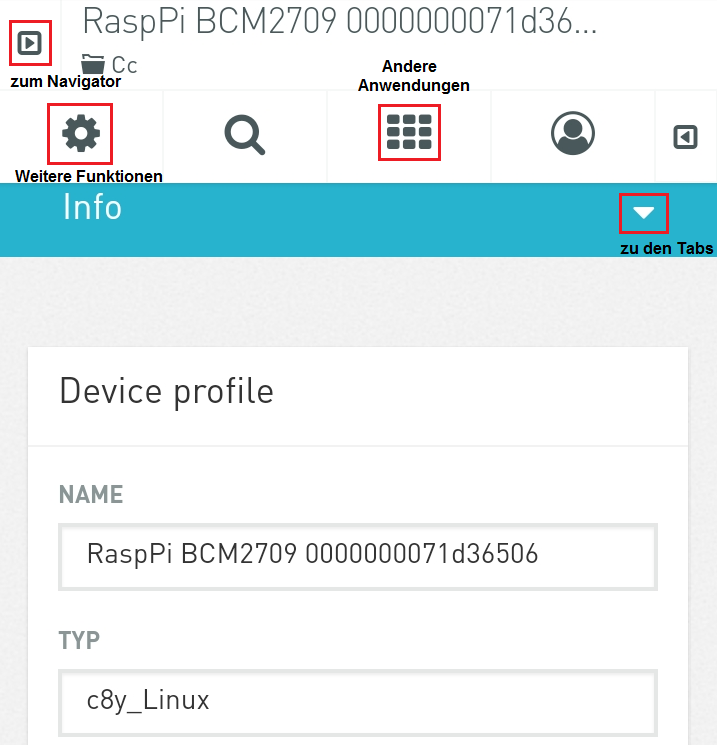 RaspPi BCM2709 0000000071d36...
Cc
zum Navigator
Andere
Anwendungen
Weitere Funktionen
Info
zu den Tabs
Device profile
NAME
RaspPi BCM2709 0000000071d36506
TYP
c8y_Linux